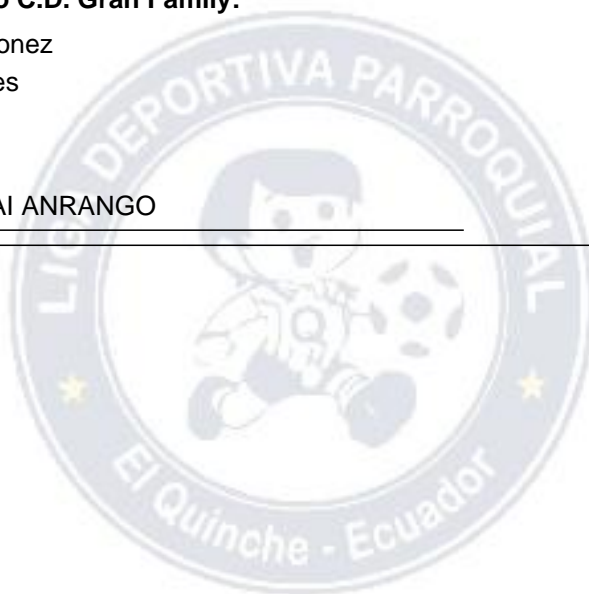 C.D. Gran Family:
onez
es
AI ANRANGO
LIGA DEPORTIVA PARROQUIAL
Q
El Quinche - Ecuador